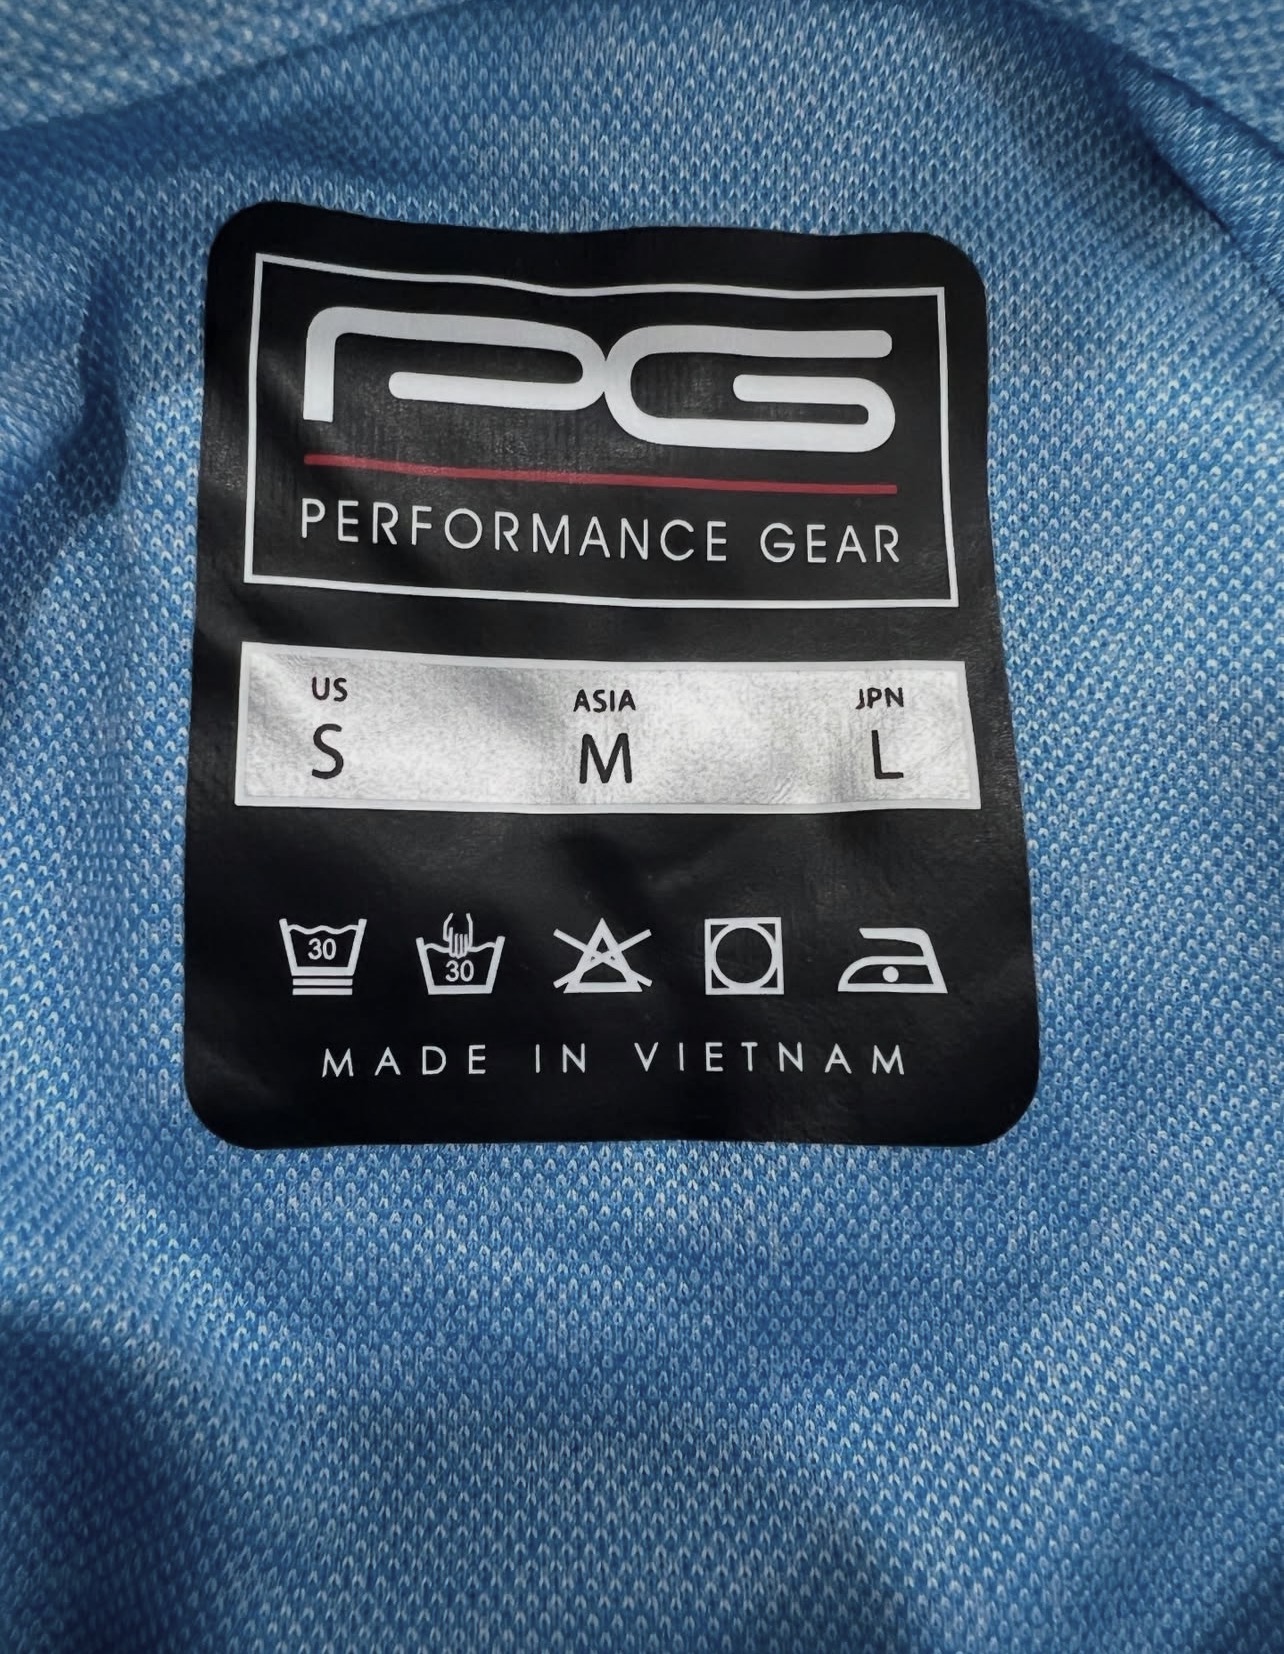 PG
PERFORMANCE GEAR
US ASIA JPN
S M L
30 30
MADE IN VIETNAM